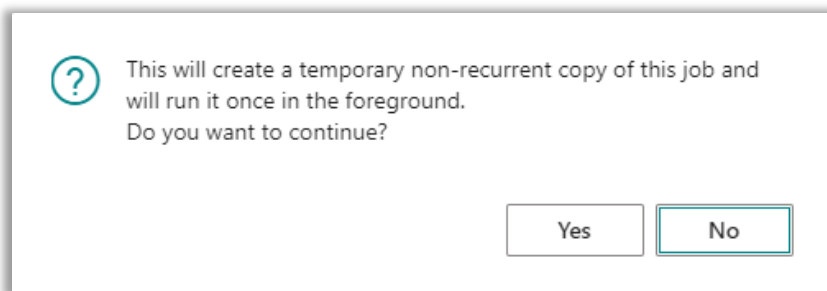 ?
This will create a temporary non-recurrent copy of this job and
will run it once in the foreground.
Do you want to continue?
Yes No